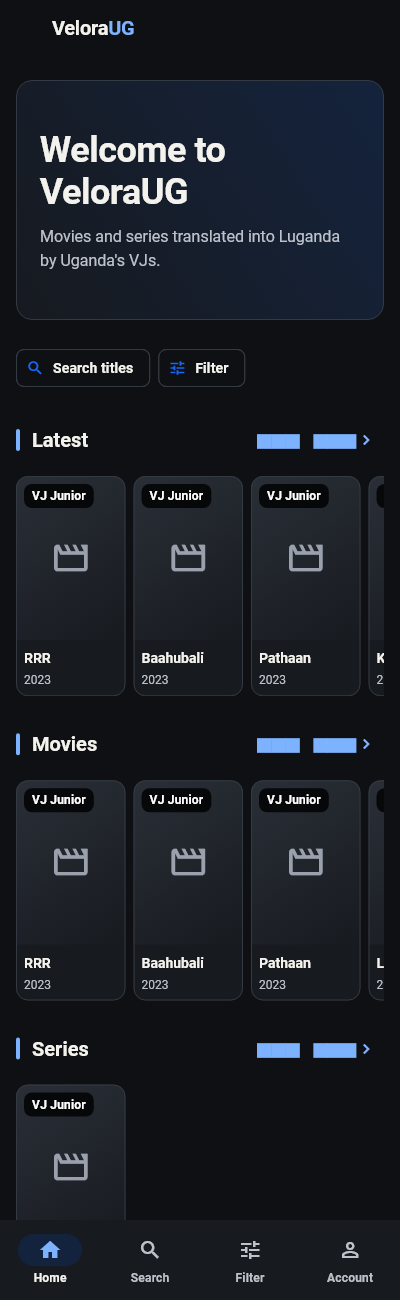 VeloraUG
Welcome to
VeloraUG
Movies and series translated into Luganda
by Uganda's VJs.
Search titles
Filter
Latest
VJ Junior
VJ Junior
VJ Junior
RRR
Baahubali
Pathaan
K
2023
2023
2023
2
Movies
VJ Junior
VJ Junior
VJ Junior
RRR
Baahubali
Pathaan
L
2023
2023
2023
2
Series
VJ Junior
Home
Search
Filter
Account